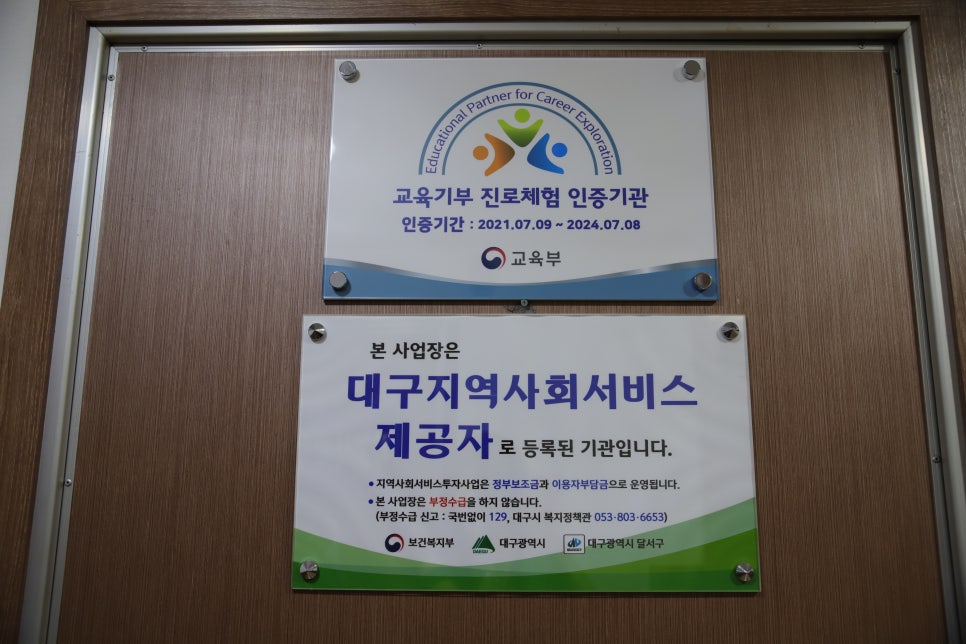 Educational Partner for Career Exploration
교육기부 진로체험 인증기관
인증기간 : 2021.07.09 ~ 2024.07.08
교육부
본 사업장은
대구지역사회서비스
제공자로 등록된 기관입니다.
• 지역사회서비스투자사업은 정부보조금과 이용자부담금으로 운영됩니다.
• 본 사업장은 부정수급을 하지 않습니다.
(부정수급 신고 : 국번없이 129, 대구시 복지정책관 053-803-6653)
보건복지부 DAEGU 대구광역시 대구광역시 달서구